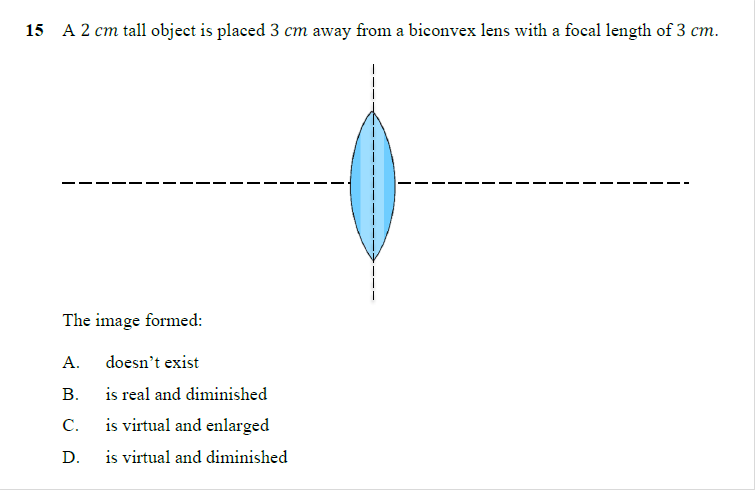 15 A 2 cm tall object is placed 3 cm away from a biconvex lens with a focal length of 3 cm.
The image formed:
A. doesn’t exist
B. is real and diminished
C. is virtual and enlarged
D. is virtual and diminished